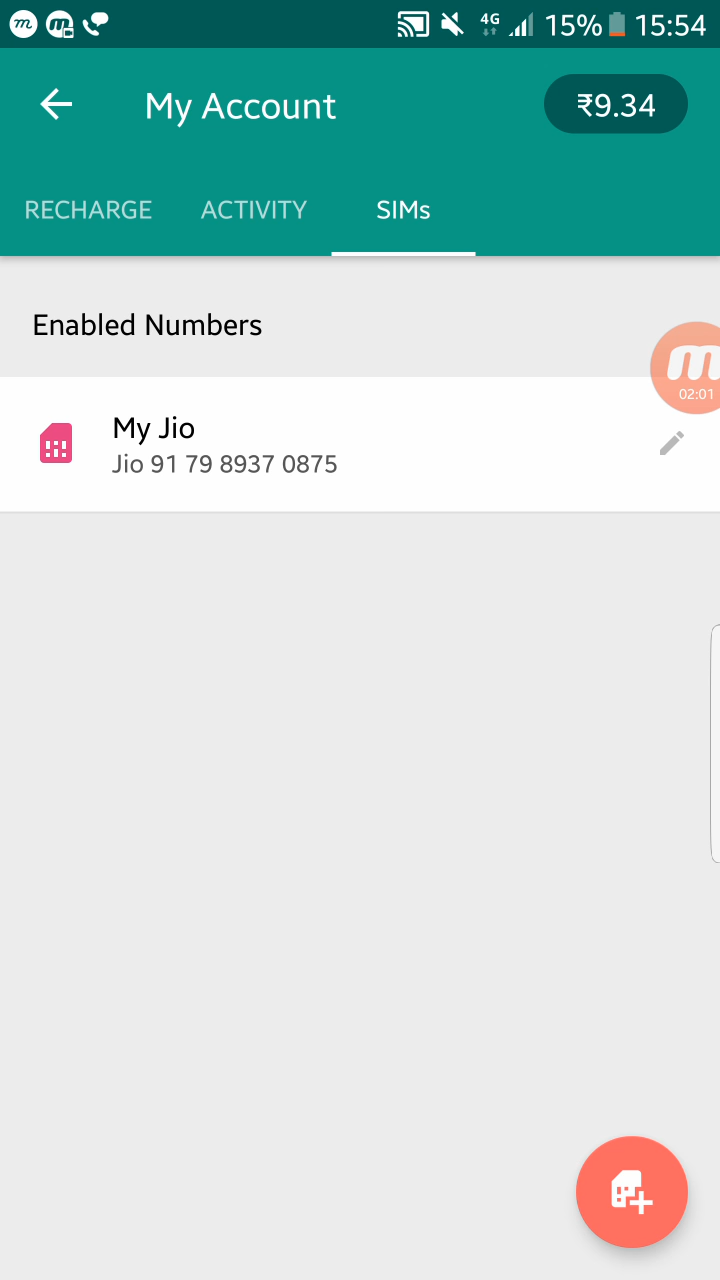 4G 15% 15:54
My Account ₹9.34
RECHARGE ACTIVITY SIMs
Enabled Numbers
m
02:01
My Jio
Jio 91 79 8937 0875